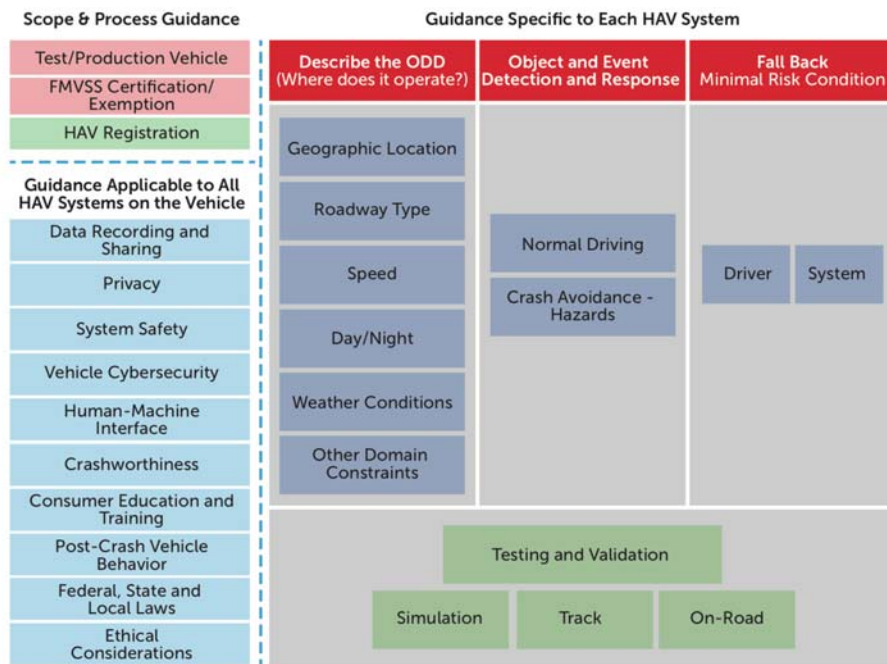 Scope & Process Guidance
Test/Production Vehicle
FMVSS Certification/
Exemption
HAV Registration
Guidance Applicable to All
HAV Systems on the Vehicle
Data Recording and
Sharing
Privacy
System Safety
Vehicle Cybersecurity
Human-Machine
Interface
Crashworthiness
Consumer Education and
Training
Post-Crash Vehicle
Behavior
Federal, State and
Local Laws
Ethical
Considerations
Guidance Specific to Each HAV System
Describe the ODD
(Where does it operate?)
Geographic Location
Roadway Type
Speed
Day/Night
Weather Conditions
Other Domain
Constraints
Object and Event
Detection and Response
Normal Driving
Crash Avoidance -
Hazards
Fall Back
Minimal Risk Condition
Driver
System
Testing and Validation
Simulation
Track
On-Road